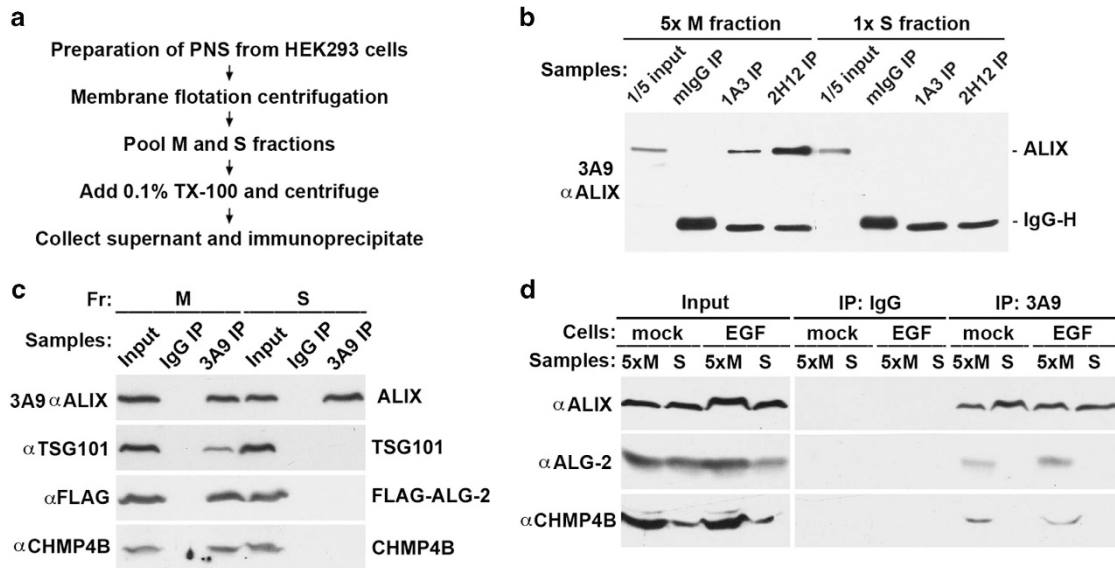 a
Preparation of PNS from HEK293 cells
Membrane flotation centrifugation
Pool M and S fractions
Add 0.1% TX-100 and centrifuge
Collect supernant and immunoprecipitate
b
5x M fraction 1x S fraction
Samples: 1/5 input mIgG IP 1A3 IP 2H12 IP 1/5 input mIgG IP 1A3 IP 2H12 IP
3A9 αALIX
- ALIX
- IgG-H
c
Fr: M S
Samples: Input IgG IP 3A9 IP Input IgG IP 3A9 IP
3A9 αALIX ALIX
αTSG101 TSG101
αFLAG FLAG-ALG-2
αCHMP4B CHMP4B
d
Input IP: IgG IP: 3A9
Cells: mock EGF mock EGF mock EGF
Samples: 5xM S 5xM S 5xM S 5xM S 5xM S 5xM S
αALIX
αALG-2
αCHMP4B